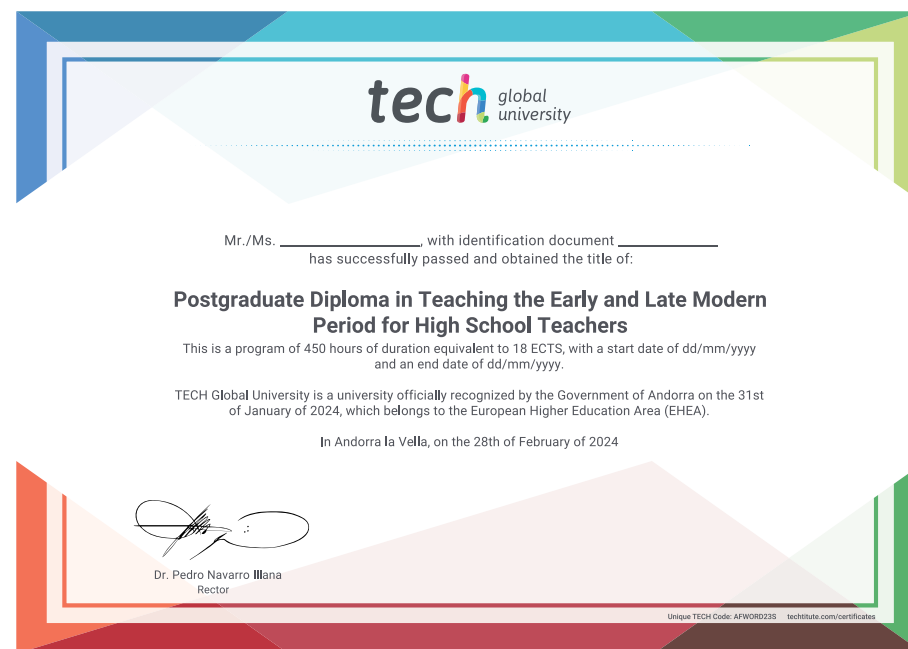 tech global university
Mr./Ms. ____________, with identification document ____________
has successfully passed and obtained the title of:
Postgraduate Diploma in Teaching the Early and Late Modern
Period for High School Teachers
This is a program of 450 hours of duration equivalent to 18 ECTS, with a start date of dd/mm/yyyy
and an end date of dd/mm/yyyy.
TECH Global University is a university officially recognized by the Government of Andorra on the 31st
of January of 2024, which belongs to the European Higher Education Area (EHEA).
In Andorra la Vella, on the 28th of February of 2024
Dr. Pedro Navarro Illana
Rector
Unique TECH Code: AFWORD23S techtitute.com/certificates